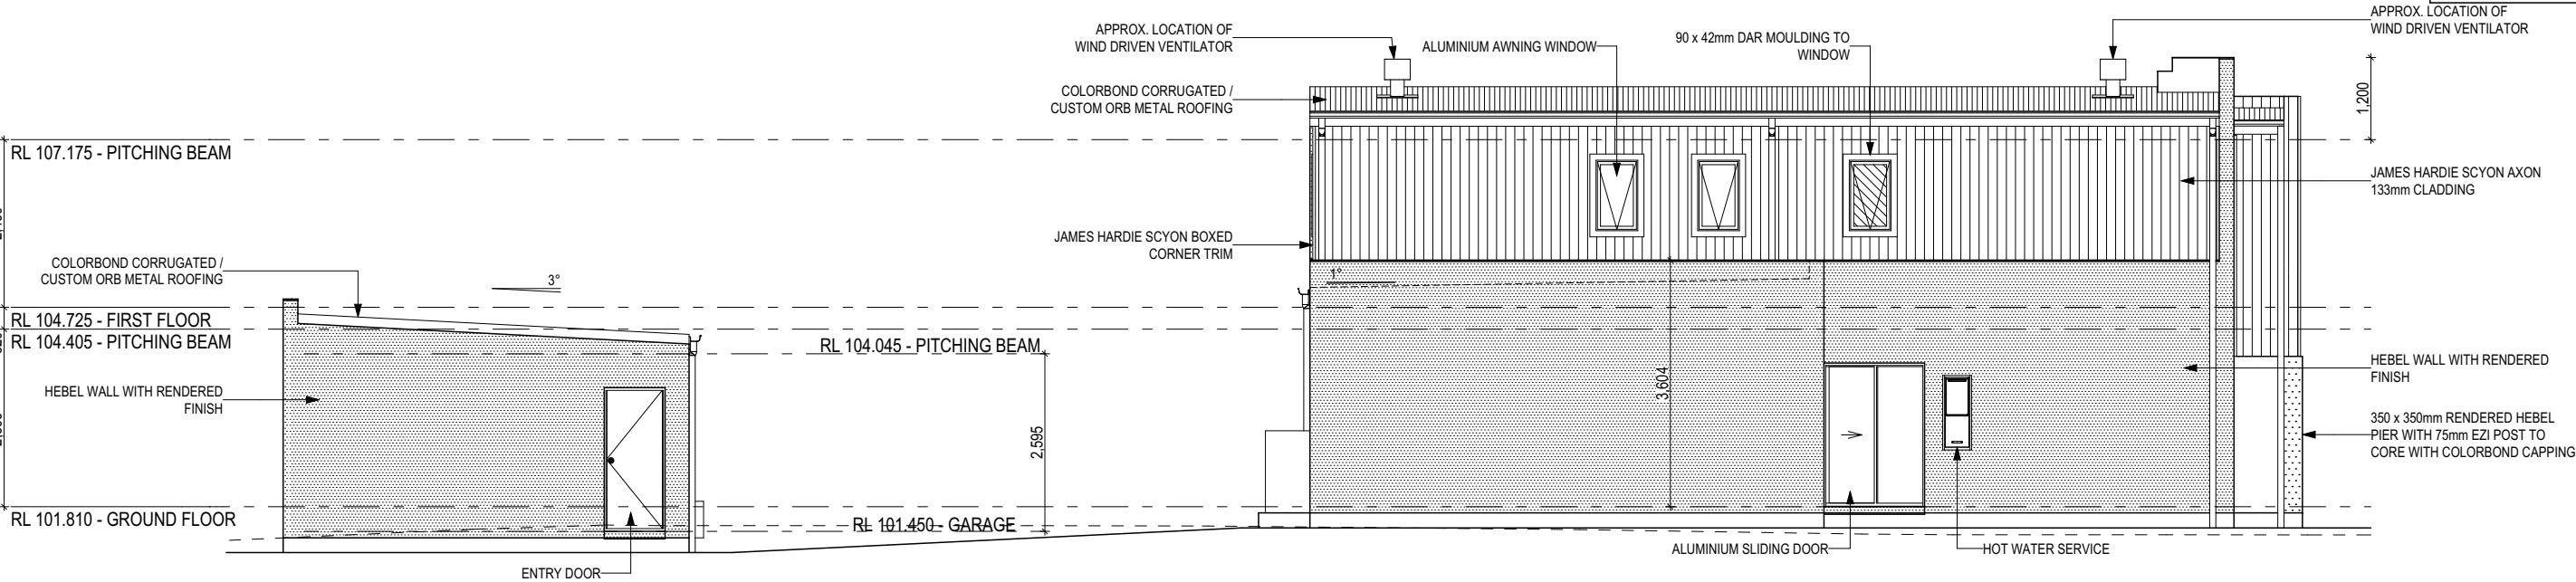 APPROX. LOCATION OF
WIND DRIVEN VENTILATOR
ALUMINIUM AWNING WINDOW
90 x 42mm DAR MOULDING TO
WINDOW
APPROX. LOCATION OF
WIND DRIVEN VENTILATOR
COLORBOND CORRUGATED /
CUSTOM ORB METAL ROOFING
1,200
RL 107.175 - PITCHING BEAM
JAMES HARDIE SCYON AXON
133mm CLADDING
JAMES HARDIE SCYON BOXED
CORNER TRIM
COLORBOND CORRUGATED /
CUSTOM ORB METAL ROOFING
3°
1°
RL 104.725 - FIRST FLOOR
RL 104.405 - PITCHING BEAM
RL 104.045 - PITCHING BEAM
HEBEL WALL WITH RENDERED
FINISH
3,604
HEBEL WALL WITH RENDERED
FINISH
2,595
350 x 350mm RENDERED HEBEL
PIER WITH 75mm EZI POST TO
CORE WITH COLORBOND CAPPING
RL 101.810 - GROUND FLOOR
RL 101.450 - GARAGE
ENTRY DOOR
ALUMINIUM SLIDING DOOR
HOT WATER SERVICE